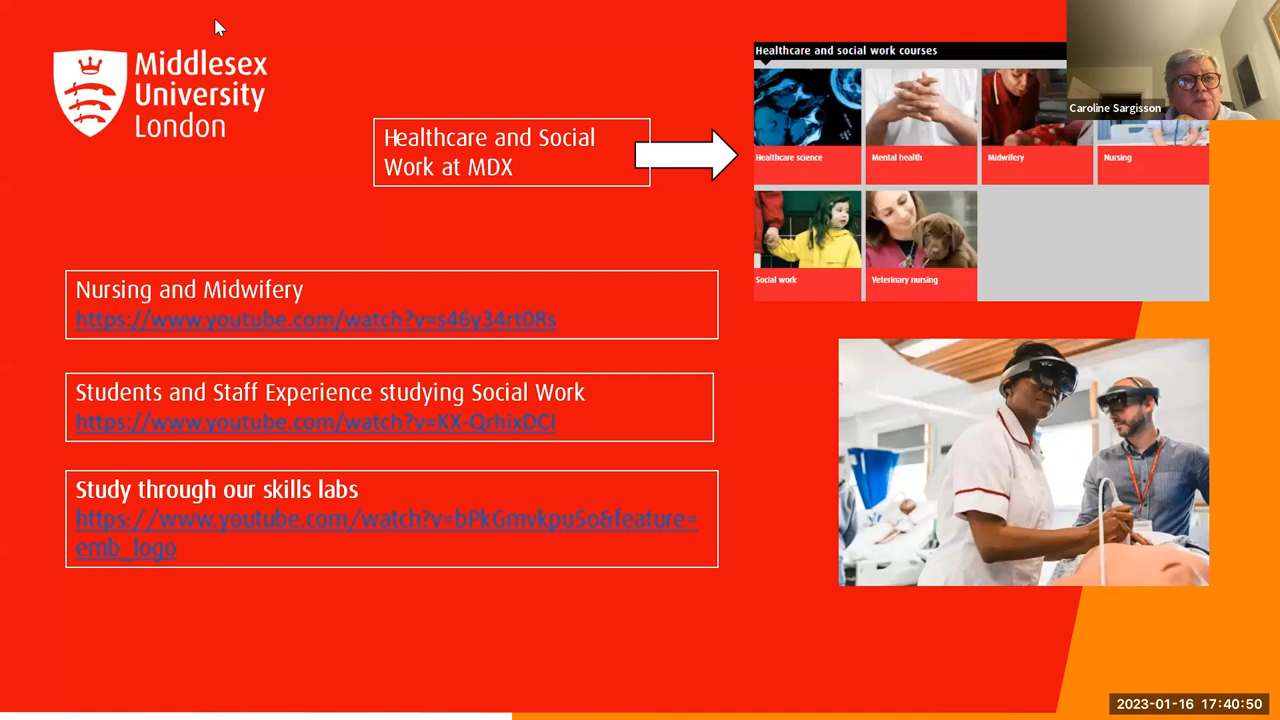 Middlesex
University
London
Healthcare and Social
Work at MDX
Healthcare and social work courses
Caroline Sargisson
Healthcare science
Mental health
Midwifery
Nursing
Social work
Veterinary nursing
Nursing and Midwifery
https://www.youtube.com/watch?v=s46y34rt0Rs
Students and Staff Experience studying Social Work
https://www.youtube.com/watch?v=KX-QrhixDCI
Study through our skills labs
https://www.youtube.com/watch?v=bPkGmvkpu5o&feature=
emb_logo
2023-01-16 17:40:50